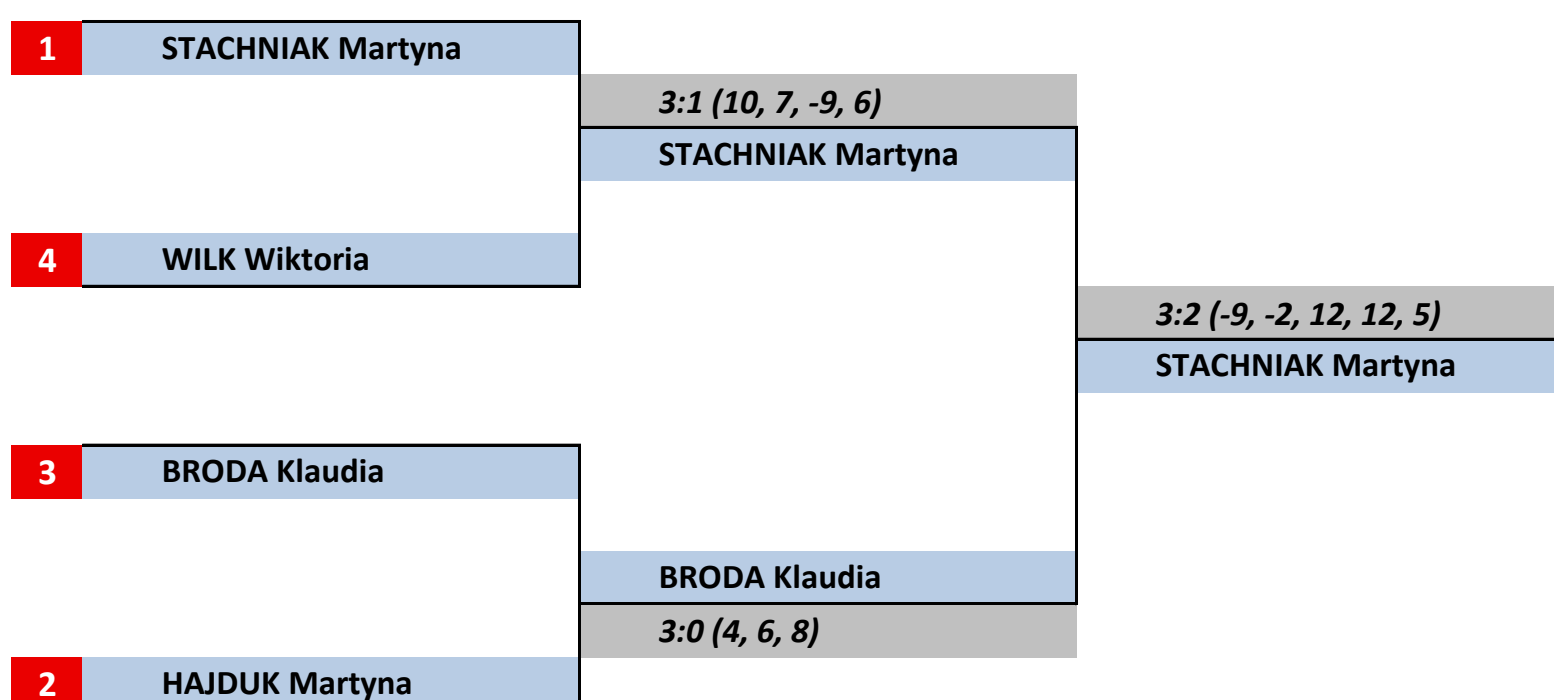 1 STACHNIAK Martyna
3:1 (10, 7, -9, 6)
STACHNIAK Martyna
4 WILK Wiktoria
3:2 (-9, -2, 12, 12, 5)
STACHNIAK Martyna
3 BRODA Klaudia
BRODA Klaudia
3:0 (4, 6, 8)
2 HAJDUK Martyna